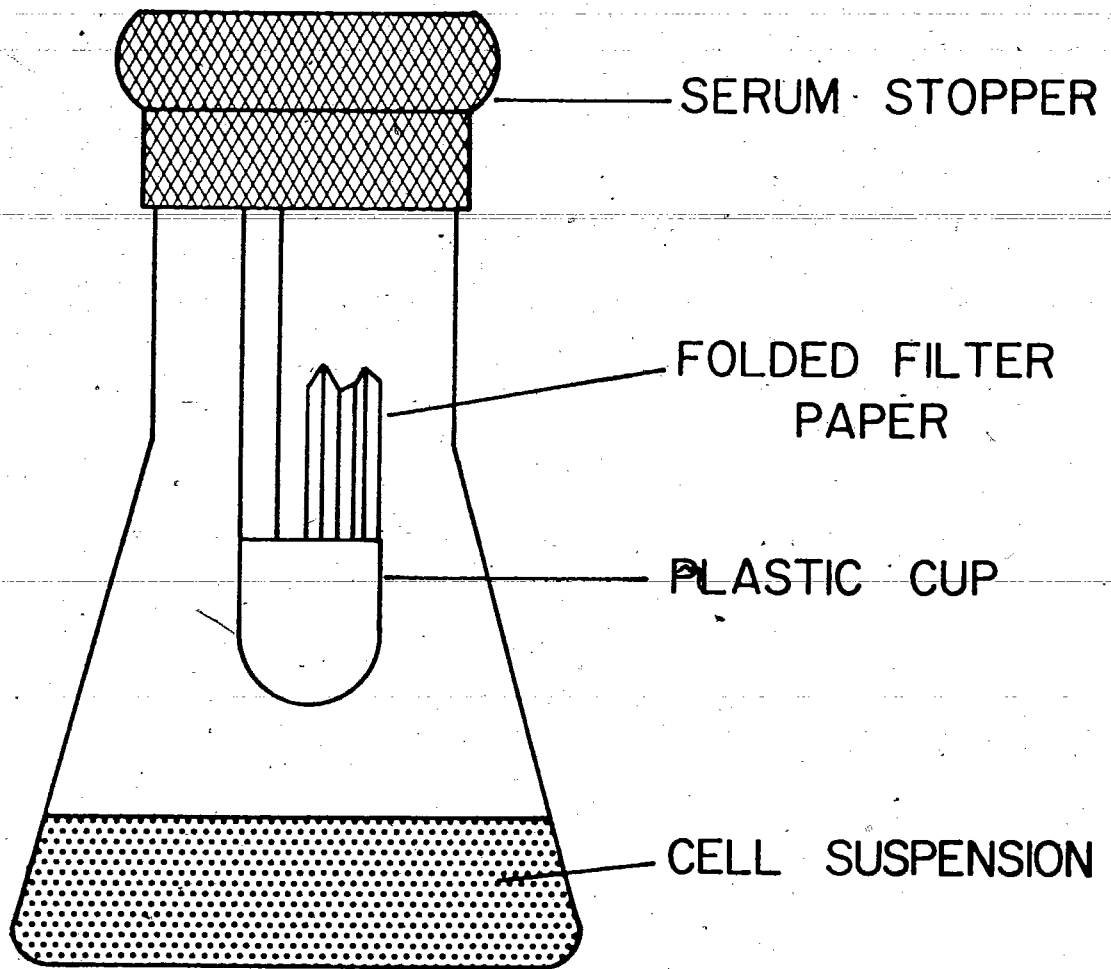 SERUM STOPPER
FOLDED FILTER
PAPER
PLASTIC CUP
CELL SUSPENSION